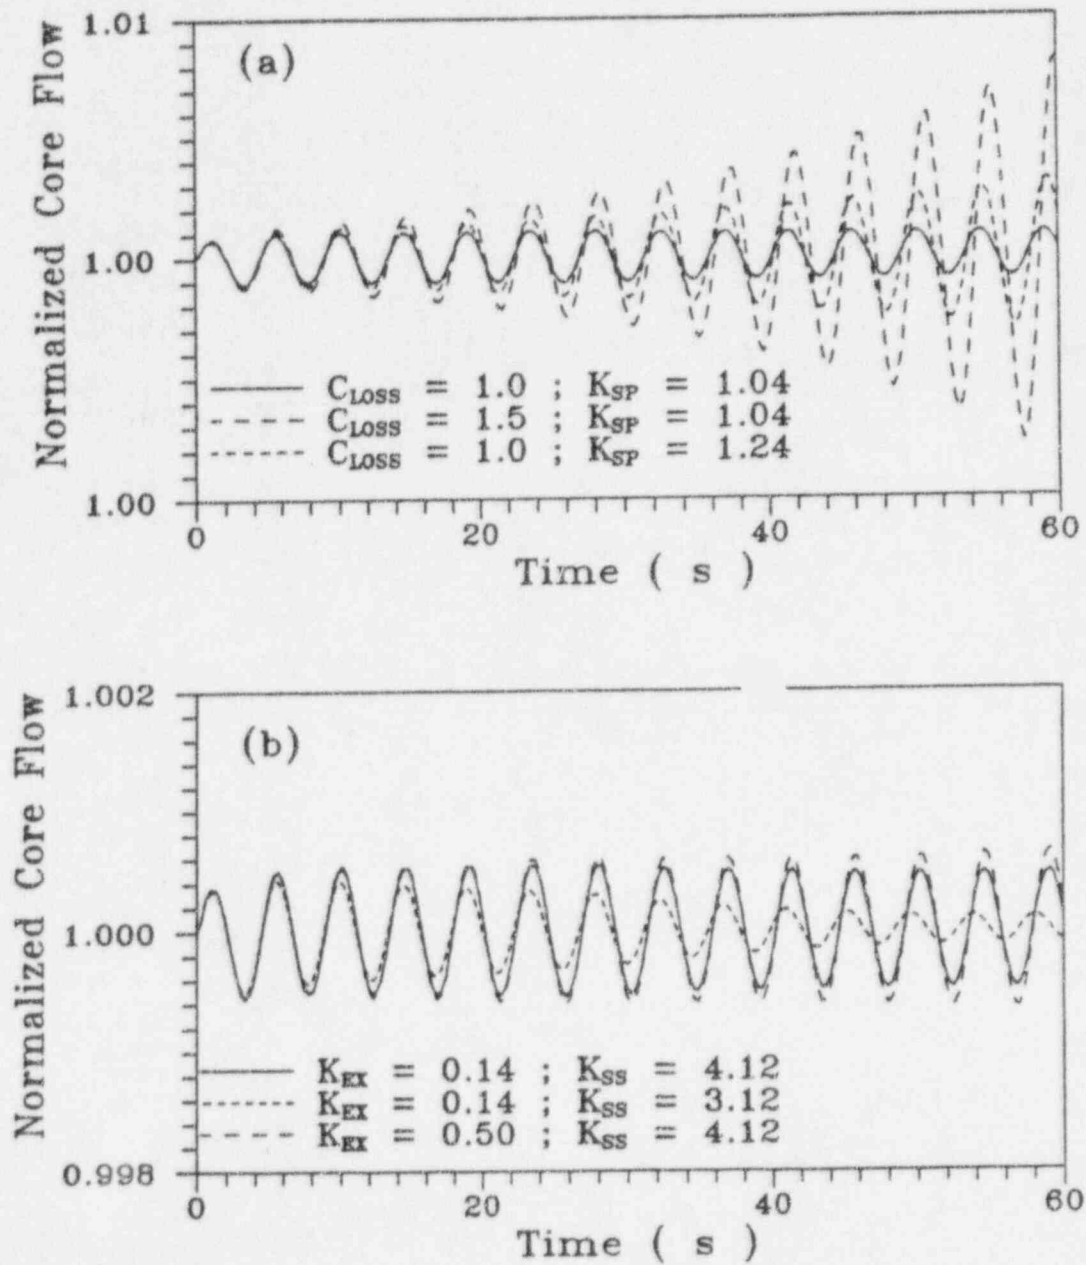 1.01
(a)
Normalized Core Flow
1.00
C_LOSS = 1.0 ; K_SP = 1.04
C_LOSS = 1.5 ; K_SP = 1.04
C_LOSS = 1.0 ; K_SP = 1.24
1.00
0 20 40 60
Time ( s )
1.002
(b)
Normalized Core Flow
1.000
K_EX = 0.14 ; K_SS = 4.12
K_EX = 0.14 ; K_SS = 3.12
K_EX = 0.50 ; K_SS = 4.12
0.998
0 20 40 60
Time ( s )